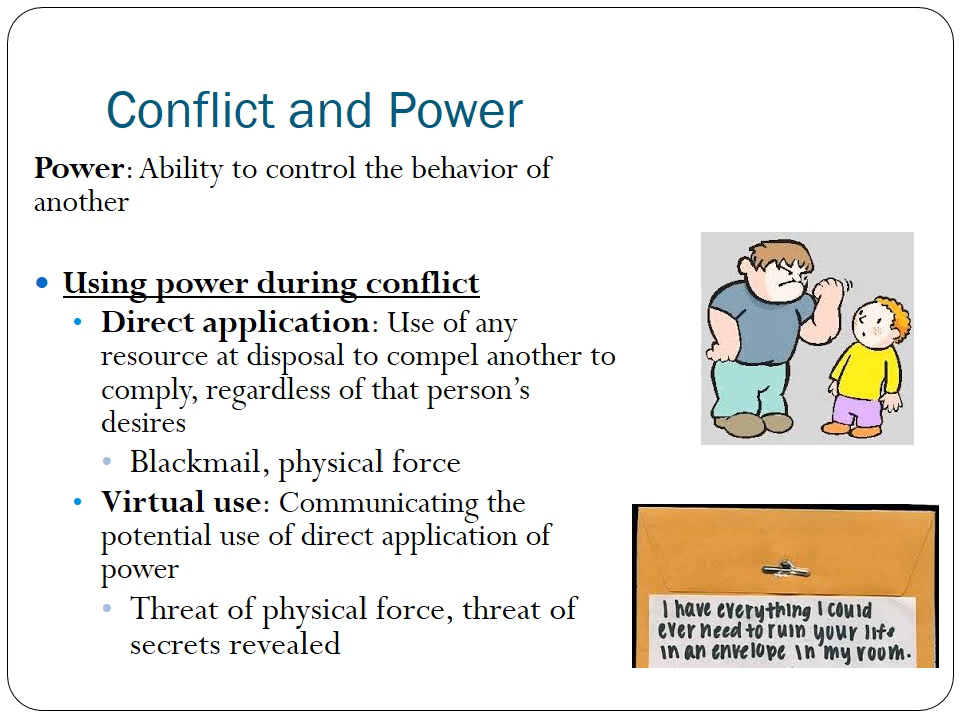 Conflict and Power
Power: Ability to control the behavior of
another
Using power during conflict
Direct application: Use of any
resource at disposal to compel another to
comply, regardless of that person's
desires
Blackmail, physical force
Virtual use: Communicating the
potential use of direct application of
power
Threat of physical force, threat of
secrets revealed
I have everything I could
ever need to ruin your life
in an envelope in my room.